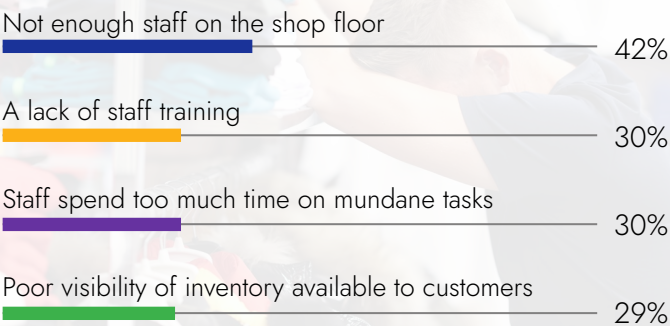 Not enough staff on the shop floor
42%
A lack of staff training
30%
Staff spend too much time on mundane tasks
30%
Poor visibility of inventory available to customers
29%